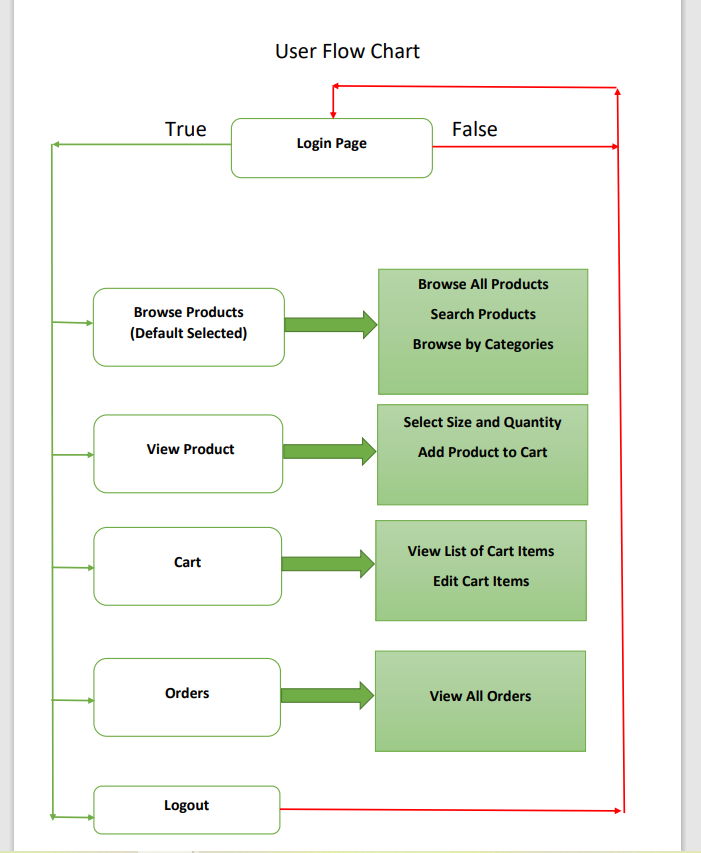 User Flow Chart
True
False
Login Page
Browse Products
(Default Selected)
Browse All Products
Search Products
Browse by Categories
View Product
Select Size and Quantity
Add Product to Cart
Cart
View List of Cart Items
Edit Cart Items
Orders
View All Orders
Logout